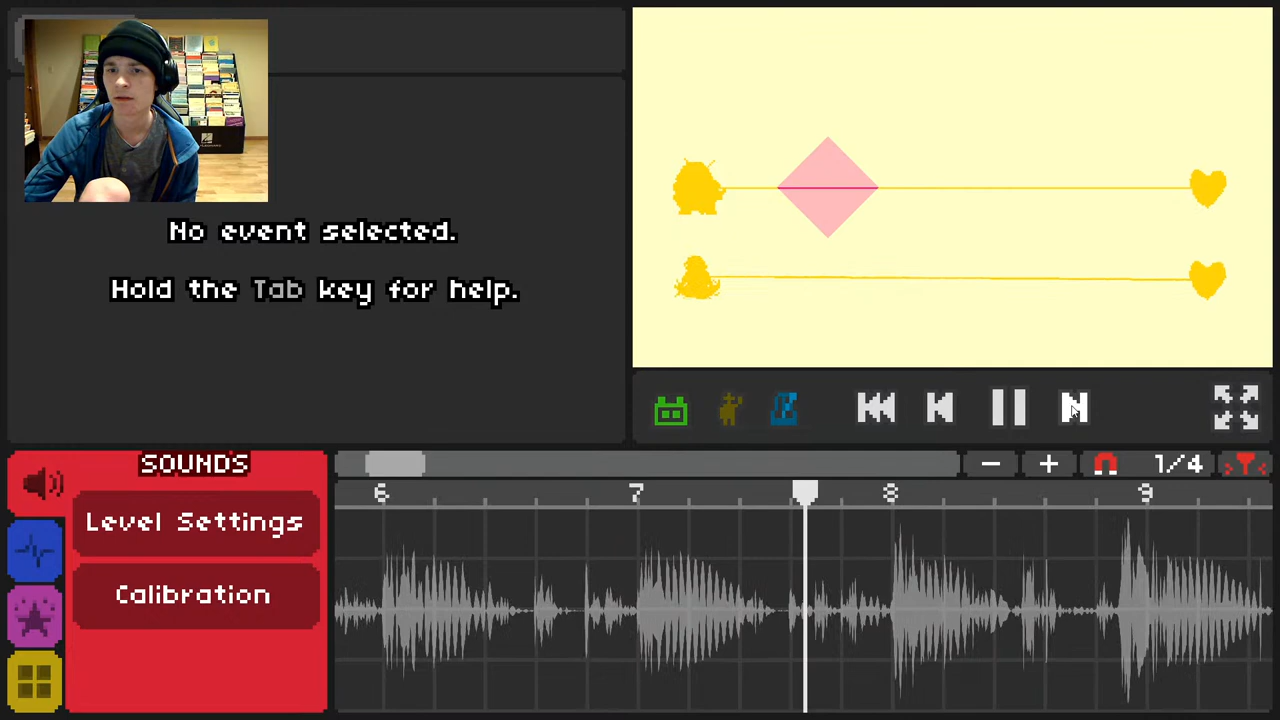 No event selected.
Hold the Tab key for help.
SOUNDS
Level Settings
Calibration
1/4
6 7 8 9